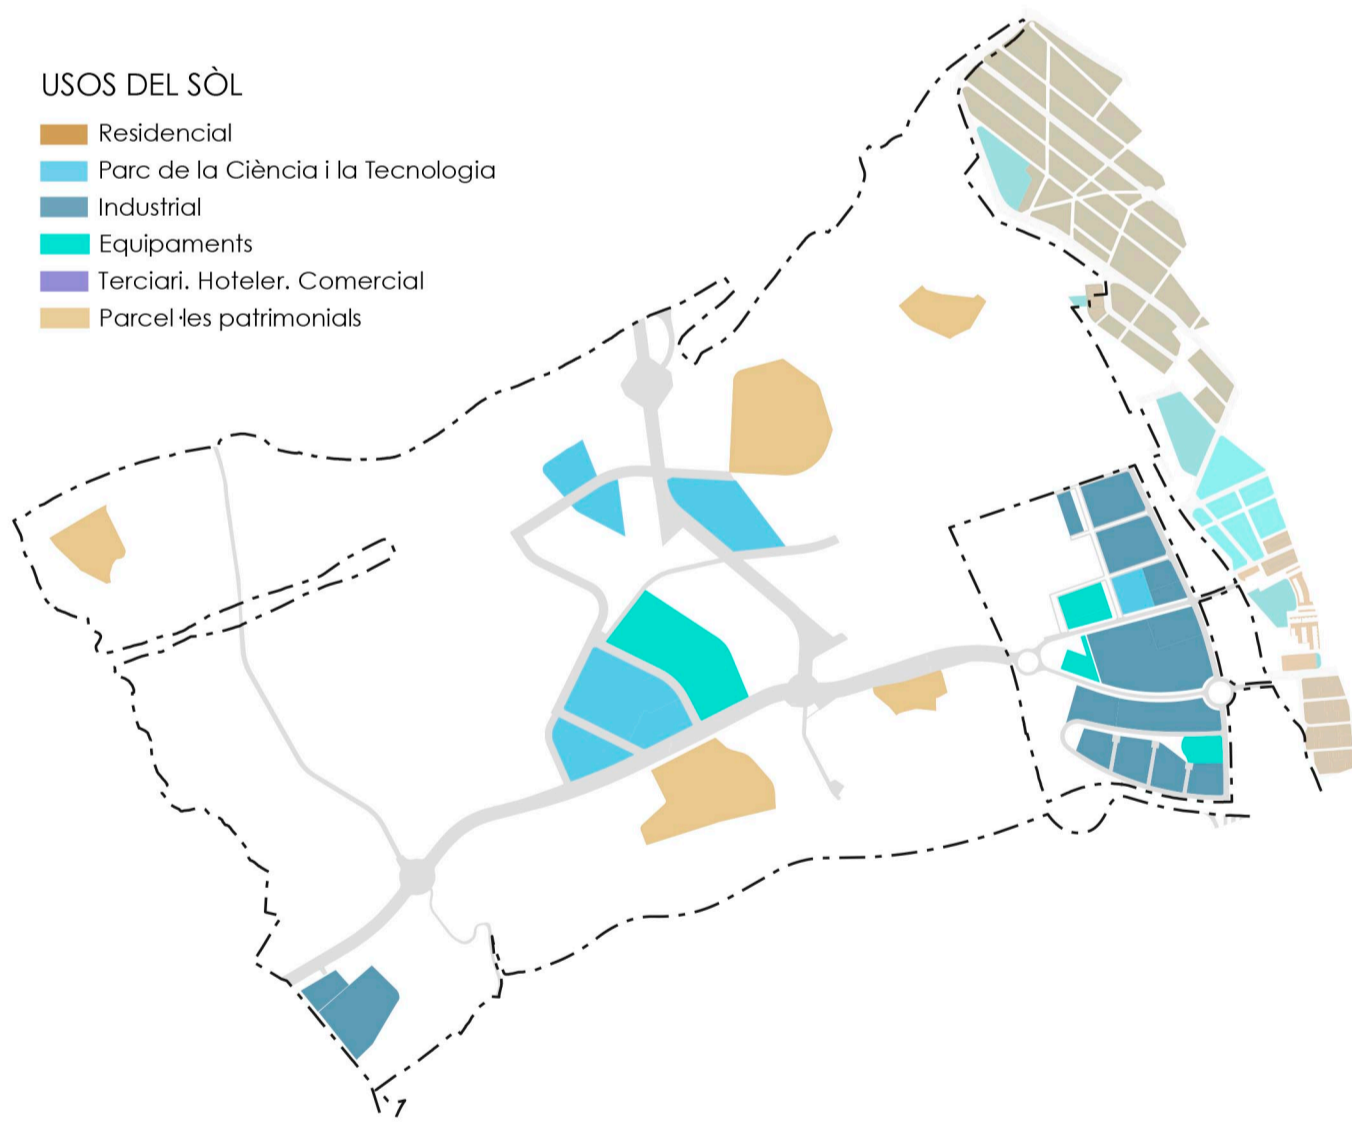 USOS DEL SÒL
Residencial
Parc de la Ciència i la Tecnologia
Industrial
Equipaments
Terciari. Hoteler. Comercial
Parcel·les patrimonials